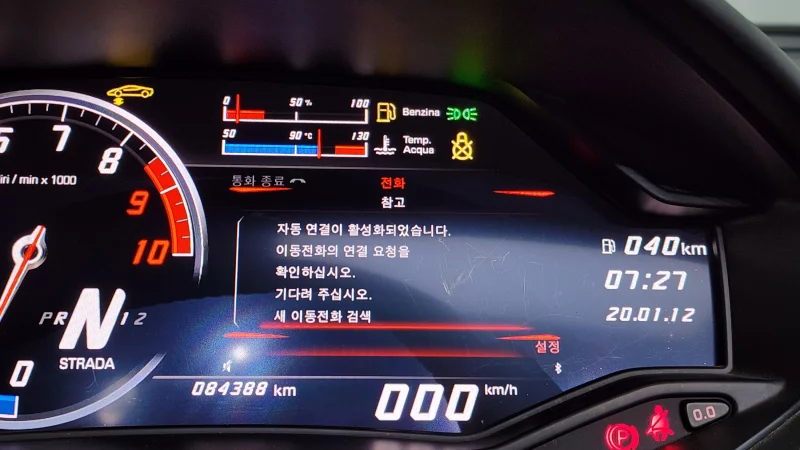 0 50% 100
Benzina
50 90°C 130
Temp.
Acqua
6 7 8 9 10
iri / min x 1000
통화 종료
전화
참고
자동 연결이 활성화되었습니다.
이동전화의 연결 요청을
확인하십시오.
기다려 주십시오.
새 이동전화 검색
설정
040km
07:27
20.01.12
P R N 1 2
STRADA
0
084388 km
000 km/h
P
0.0